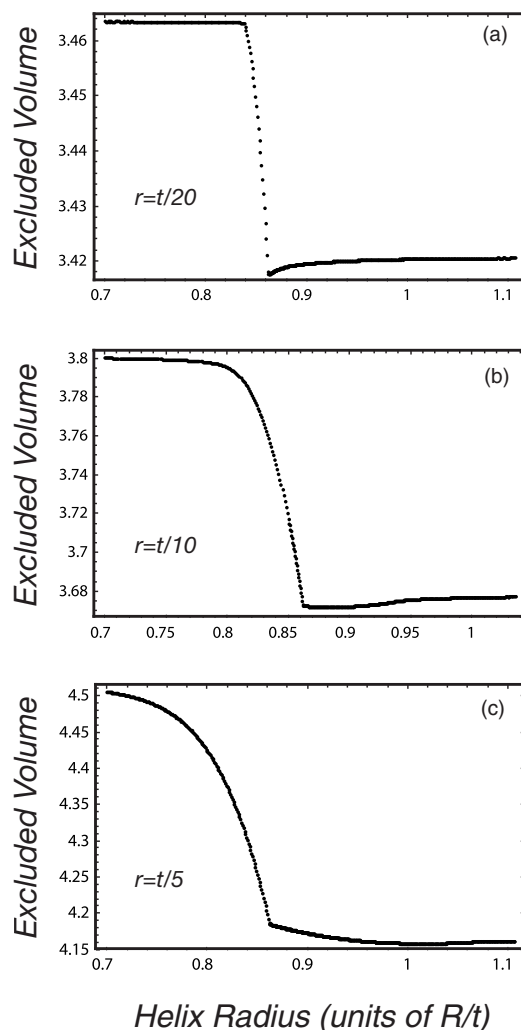 (a)
Excluded Volume
3.46
3.45
3.44
3.43
3.42
r=t/20
0.7 0.8 0.9 1 1.1
(b)
Excluded Volume
3.8
3.78
3.76
3.74
3.72
3.7
3.68
r=t/10
0.7 0.75 0.8 0.85 0.9 0.95 1
(c)
Excluded Volume
4.5
4.45
4.4
4.35
4.3
4.25
4.2
4.15
r=t/5
0.7 0.8 0.9 1 1.1
Helix Radius (units of R/t)